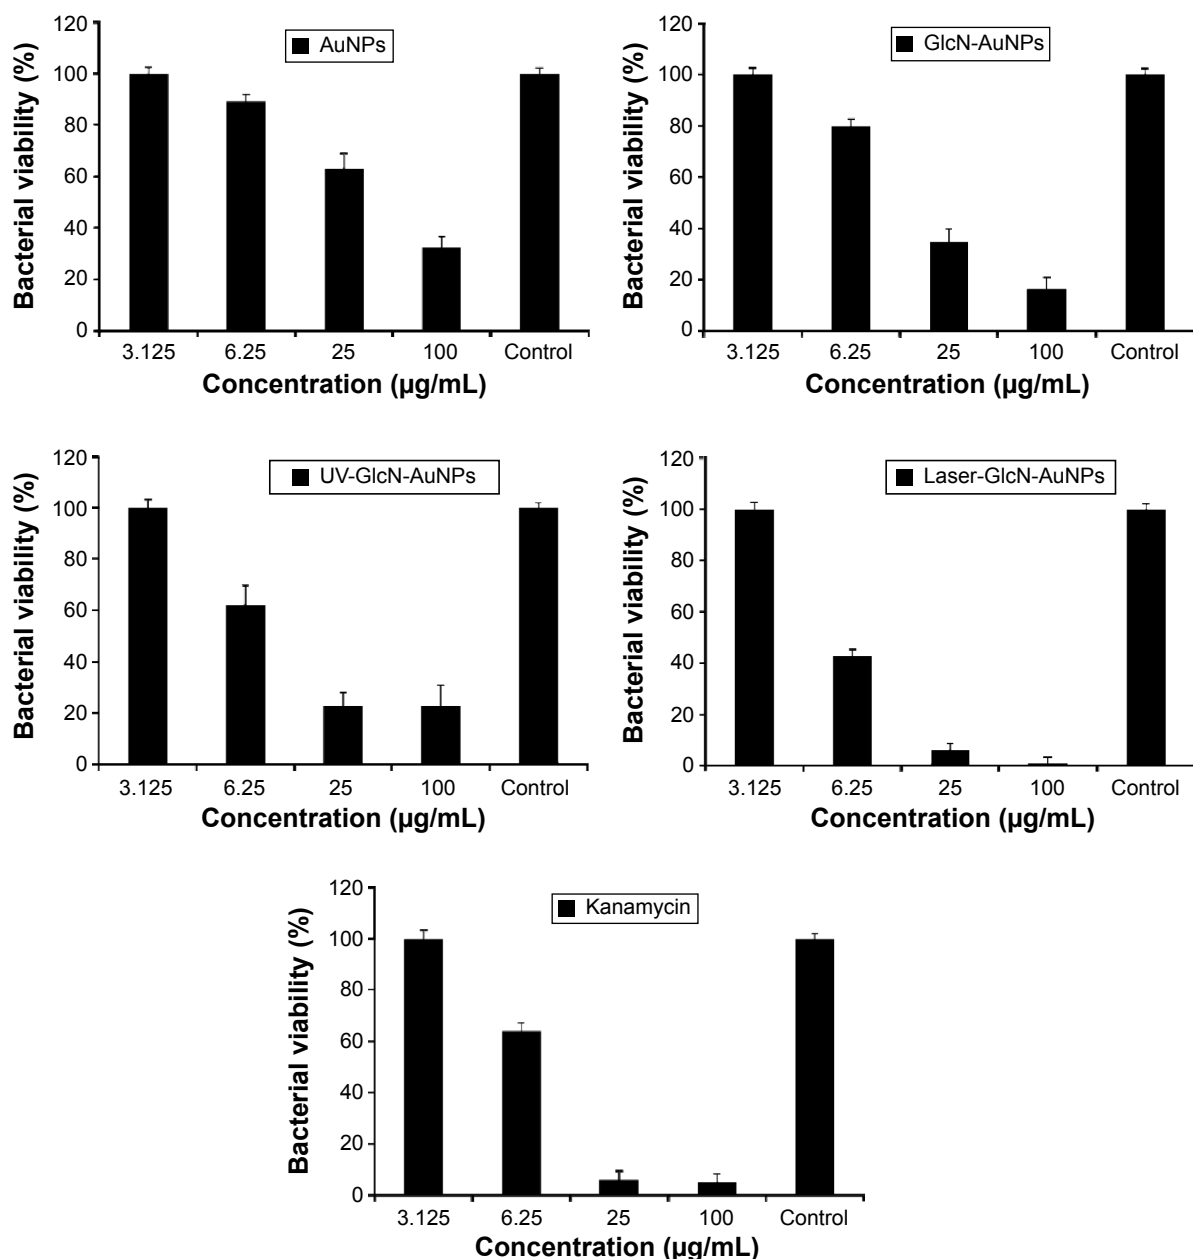 AuNPs
Bacterial viability (%)
120
100
80
60
40
20
0
3.125 6.25 25 100 Control
Concentration (µg/mL)
GlcN-AuNPs
Bacterial viability (%)
120
100
80
60
40
20
0
3.125 6.25 25 100 Control
Concentration (µg/mL)
UV-GlcN-AuNPs
Bacterial viability (%)
120
100
80
60
40
20
0
3.125 6.25 25 100 Control
Concentration (µg/mL)
Laser-GlcN-AuNPs
Bacterial viability (%)
120
100
80
60
40
20
0
3.125 6.25 25 100 Control
Concentration (µg/mL)
Kanamycin
Bacterial viability (%)
120
100
80
60
40
20
0
3.125 6.25 25 100 Control
Concentration (µg/mL)